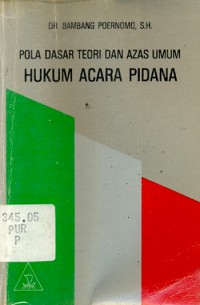 DR. BAMBANG POERNOMO, S.H.
POLA DASAR TEORI DAN AZAS UMUM
HUKUM ACARA PIDANA
345.05
PUR
P